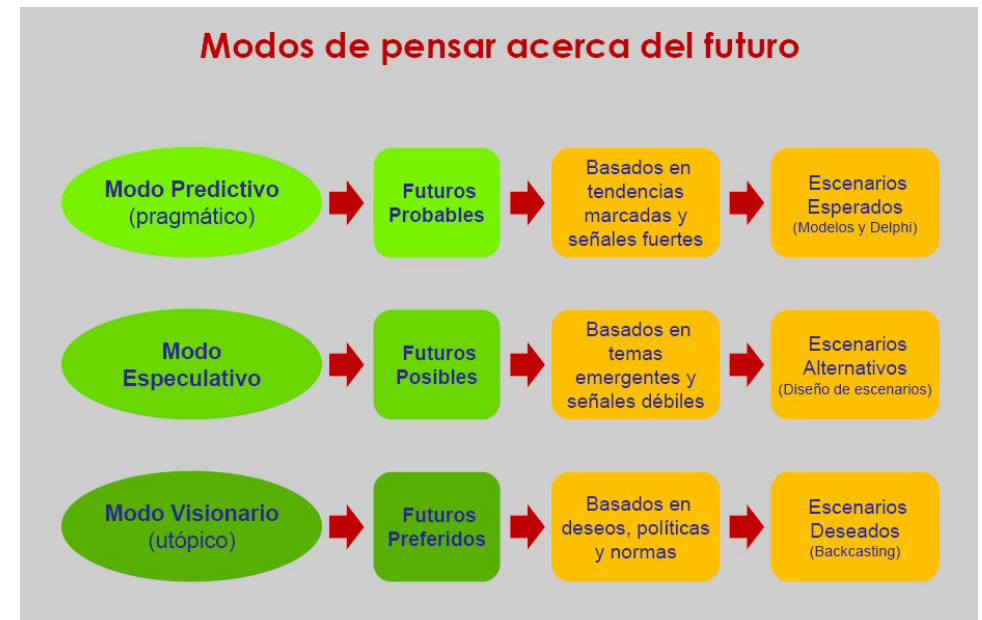 Modos de pensar acerca del futuro
Modo Predictivo
(pragmático)
Futuros
Probables
Basados en
tendencias
marcadas y
señales fuertes
Escenarios
Esperados
(Modelos y Delphi)
Modo
Especulativo
Futuros
Posibles
Basados en
temas
emergentes y
señales débiles
Escenarios
Alternativos
(Diseño de escenarios)
Modo Visionario
(utópico)
Futuros
Preferidos
Basados en
deseos, políticas
y normas
Escenarios
Deseados
(Backcasting)